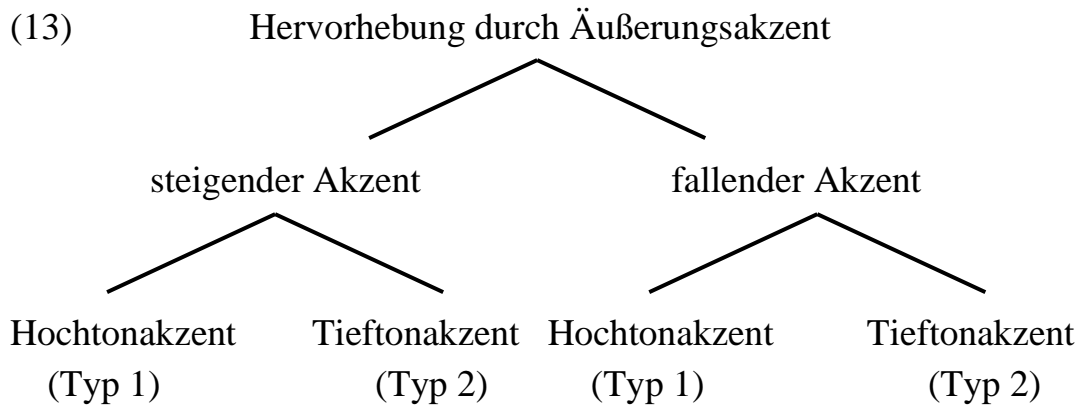 (13) Hervorhebung durch Äußerungsakzent
steigender Akzent fallender Akzent
Hochtonakzent Tieftonakzent Hochtonakzent Tieftonakzent
(Typ 1) (Typ 2) (Typ 1) (Typ 2)